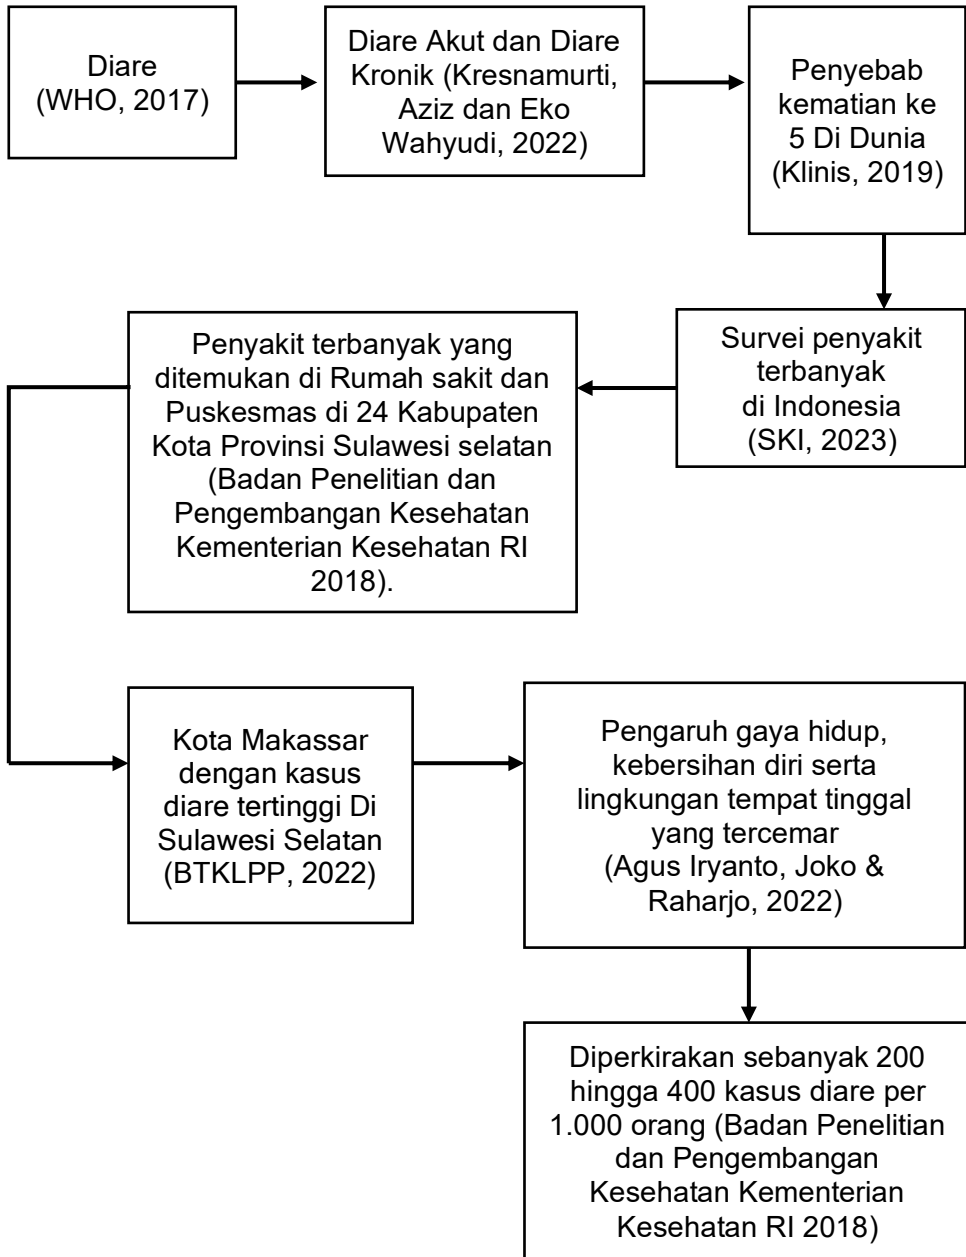 Diare
(WHO, 2017)
Diare Akut dan Diare
Kronik (Kresnamurti,
Aziz dan Eko
Wahyudi, 2022)
Penyebab
kematian ke
5 Di Dunia
(Klinis, 2019)
Survei penyakit
terbanyak
di Indonesia
(SKI, 2023)
Penyakit terbanyak yang
ditemukan di Rumah sakit dan
Puskesmas di 24 Kabupaten
Kota Provinsi Sulawesi selatan
(Badan Penelitian dan
Pengembangan Kesehatan
Kementerian Kesehatan RI
2018).
Kota Makassar
dengan kasus
diare tertinggi Di
Sulawesi Selatan
(BTKLPP, 2022)
Pengaruh gaya hidup,
kebersihan diri serta
lingkungan tempat tinggal
yang tercemar
(Agus Iryanto, Joko &
Raharjo, 2022)
Diperkirakan sebanyak 200
hingga 400 kasus diare per
1.000 orang (Badan Penelitian
dan Pengembangan
Kesehatan Kementerian
Kesehatan RI 2018)